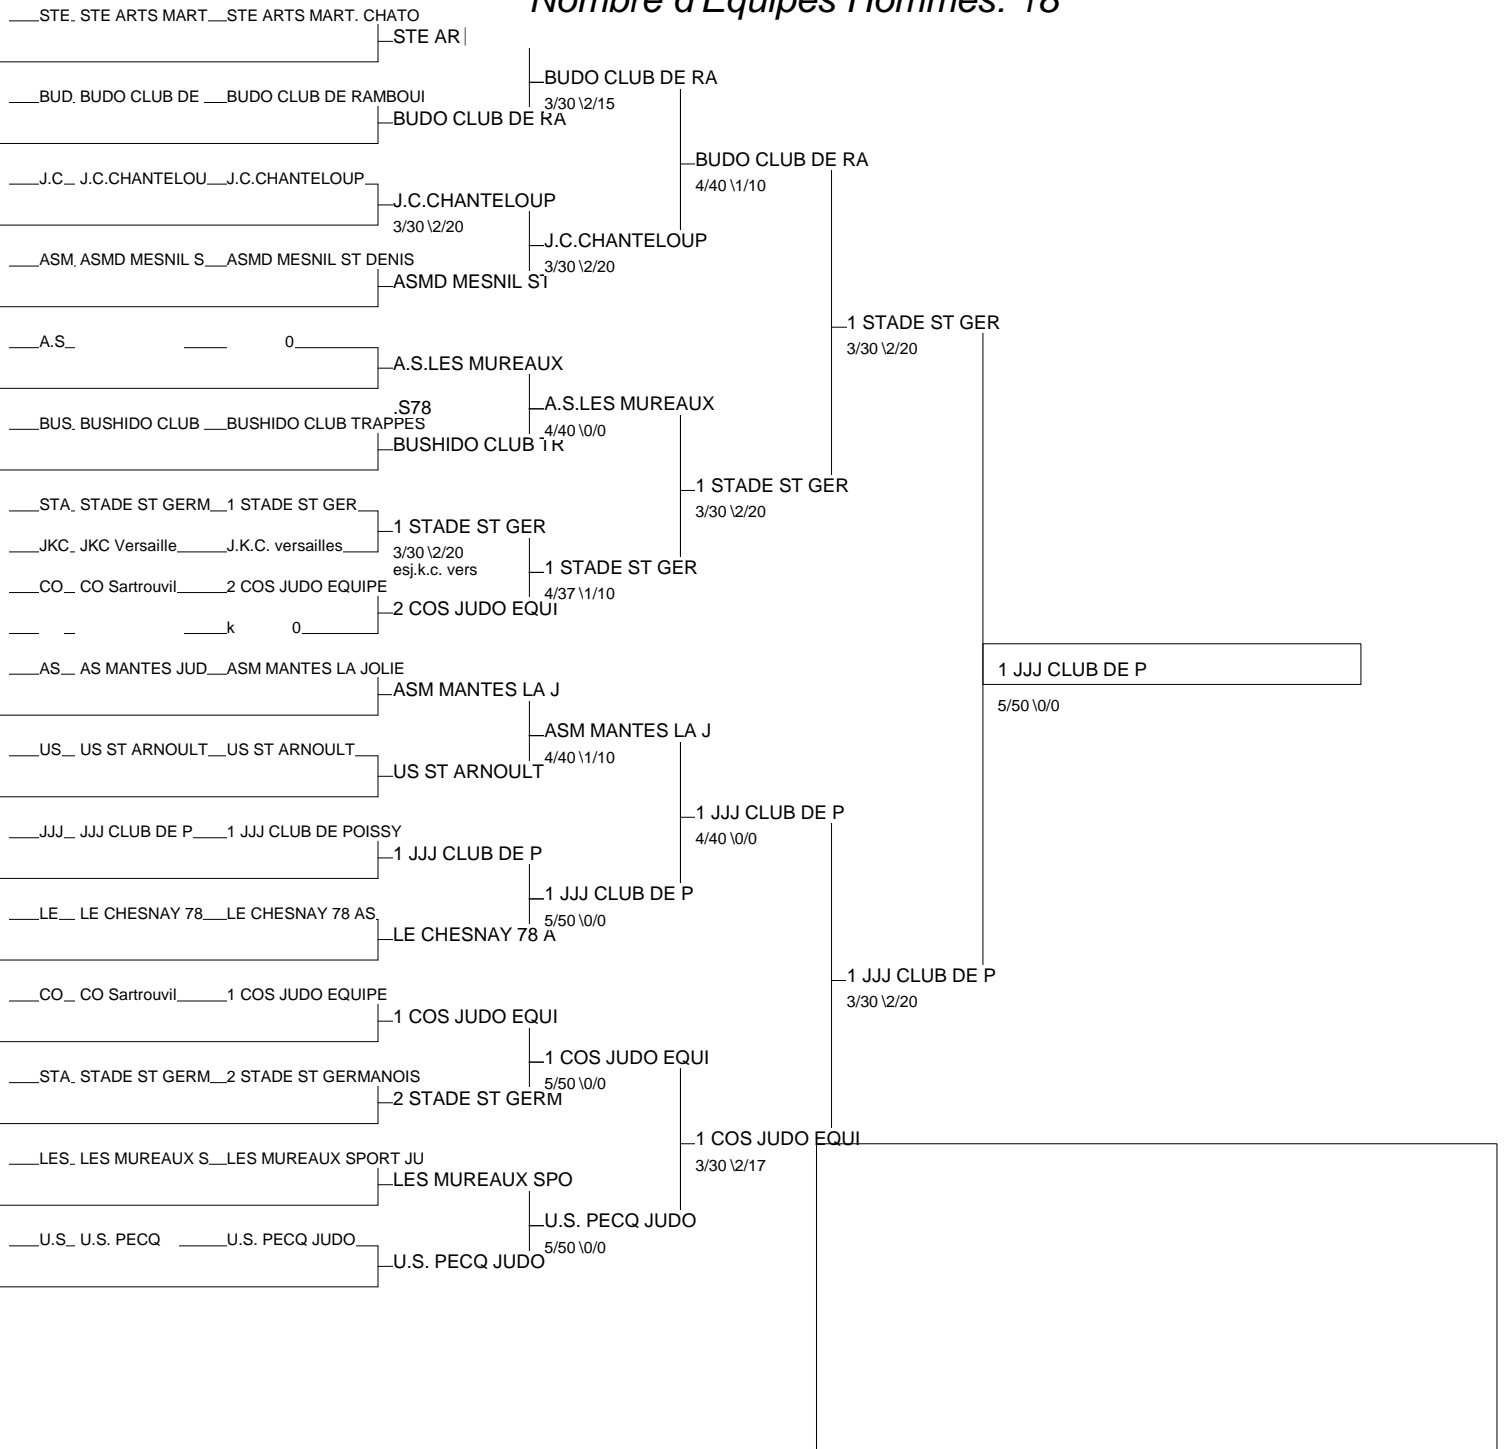 Nombre d'Equipes Hommes: 18
STE STE ARTS MART STE ARTS MART. CHATO
STE AR
BUDO CLUB DE RA
3/30 \2/15
BUD BUDO CLUB DE BUDO CLUB DE RAMBOUI
BUDO CLUB DE RA
BUDO CLUB DE RA
4/40 \1/10
J.C J.C.CHANTELOU J.C.CHANTELOUP
J.C.CHANTELOUP
3/30 \2/20
J.C.CHANTELOUP
3/30 \2/20
ASM ASMD MESNIL S ASMD MESNIL ST DENIS
ASMD MESNIL ST
1 STADE ST GER
3/30 \2/20
A.S 0
A.S.LES MUREAUX
.S78
A.S.LES MUREAUX
4/40 \0/0
BUS BUSHIDO CLUB BUSHIDO CLUB TRAPPES
BUSHIDO CLUB TR
1 STADE ST GER
3/30 \2/20
STA STADE ST GERM 1 STADE ST GER
1 STADE ST GER
JKC JKC Versaille J.K.C. versailles
3/30 \2/20
esj.k.c. vers
1 STADE ST GER
4/37 \1/10
CO CO Sartrouvil 2 COS JUDO EQUIPE
2 COS JUDO EQUI
k 0
AS AS MANTES JUD ASM MANTES LA JOLIE
1 JJJ CLUB DE P
5/50 \0/0
ASM MANTES LA J
ASM MANTES LA J
4/40 \1/10
US US ST ARNOULT US ST ARNOULT
US ST ARNOULT
1 JJJ CLUB DE P
4/40 \0/0
JJJ JJJ CLUB DE P 1 JJJ CLUB DE POISSY
1 JJJ CLUB DE P
1 JJJ CLUB DE P
5/50 \0/0
LE LE CHESNAY 78 LE CHESNAY 78 AS
LE CHESNAY 78 A
1 JJJ CLUB DE P
3/30 \2/20
CO CO Sartrouvil 1 COS JUDO EQUIPE
1 COS JUDO EQUI
1 COS JUDO EQUI
5/50 \0/0
STA STADE ST GERM 2 STADE ST GERMANOIS
2 STADE ST GERM
1 COS JUDO EQUI
3/30 \2/17
LES LES MUREAUX S LES MUREAUX SPORT JU
LES MUREAUX SPO
U.S. PECQ JUDO
5/50 \0/0
U.S U.S. PECQ U.S. PECQ JUDO
U.S. PECQ JUDO